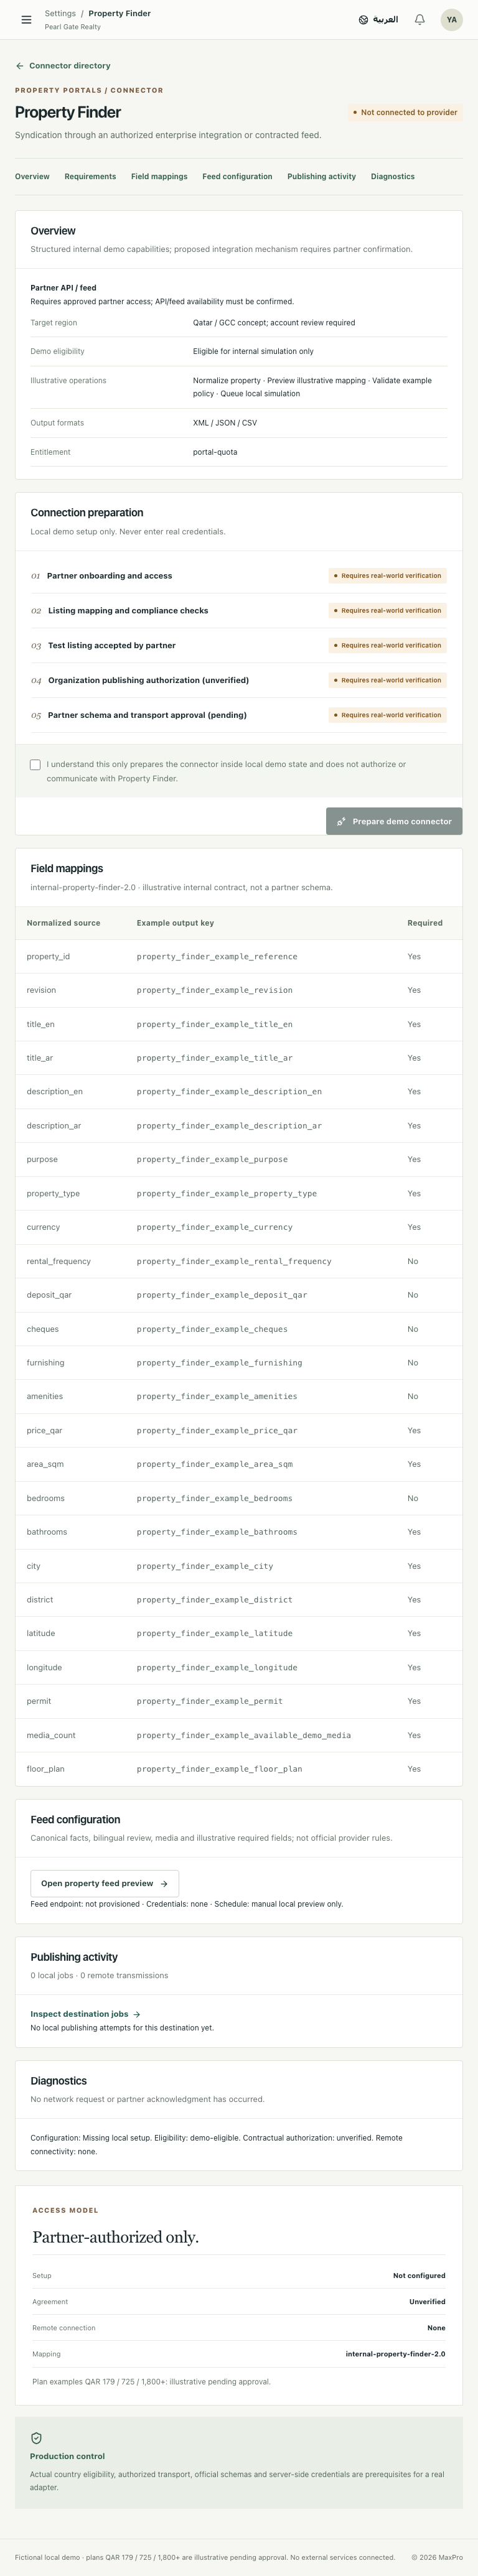 Settings / Property Finder
Pearl Gate Realty
العربية
YA
Connector directory
PROPERTY PORTALS / CONNECTOR
Property Finder
Not connected to provider
Syndication through an authorized enterprise integration or contracted feed.
Overview Requirements Field mappings Feed configuration Publishing activity Diagnostics
Overview
Structured internal demo capabilities; proposed integration mechanism requires partner confirmation.
Partner API / feed
Requires approved partner access; API/feed availability must be confirmed.
Target region Qatar / GCC concept; account review required
Demo eligibility Eligible for internal simulation only
Illustrative operations Normalize property · Preview illustrative mapping · Validate example
policy · Queue local simulation
Output formats XML / JSON / CSV
Entitlement portal-quota
Connection preparation
Local demo setup only. Never enter real credentials.
01 Partner onboarding and access Requires real-world verification
02 Listing mapping and compliance checks Requires real-world verification
03 Test listing accepted by partner Requires real-world verification
04 Organization publishing authorization (unverified) Requires real-world verification
05 Partner schema and transport approval (pending) Requires real-world verification
I understand this only prepares the connector inside local demo state and does not authorize or
communicate with Property Finder.
Prepare demo connector
Field mappings
internal-property-finder-2.0 · illustrative internal contract, not a partner schema.
Normalized source Example output key Required
property_id property_finder_example_reference Yes
revision property_finder_example_revision Yes
title_en property_finder_example_title_en Yes
title_ar property_finder_example_title_ar Yes
description_en property_finder_example_description_en Yes
description_ar property_finder_example_description_ar Yes
purpose property_finder_example_purpose Yes
property_type property_finder_example_property_type Yes
currency property_finder_example_currency Yes
rental_frequency property_finder_example_rental_frequency No
deposit_qar property_finder_example_deposit_qar No
cheques property_finder_example_cheques No
furnishing property_finder_example_furnishing No
amenities property_finder_example_amenities No
price_qar property_finder_example_price_qar Yes
area_sqm property_finder_example_area_sqm Yes
bedrooms property_finder_example_bedrooms No
bathrooms property_finder_example_bathrooms Yes
city property_finder_example_city Yes
district property_finder_example_district Yes
latitude property_finder_example_latitude Yes
longitude property_finder_example_longitude Yes
permit property_finder_example_permit Yes
media_count property_finder_example_available_demo_media Yes
floor_plan property_finder_example_floor_plan Yes
Feed configuration
Canonical facts, bilingual review, media and illustrative required fields; not official provider rules.
Open property feed preview
Feed endpoint: not provisioned · Credentials: none · Schedule: manual local preview only.
Publishing activity
0 local jobs · 0 remote transmissions
Inspect destination jobs
No local publishing attempts for this destination yet.
Diagnostics
No network request or partner acknowledgment has occurred.
Configuration: Missing local setup. Eligibility: demo-eligible. Contractual authorization: unverified. Remote
connectivity: none.
ACCESS MODEL
Partner-authorized only.
Setup Not configured
Agreement Unverified
Remote connection None
Mapping internal-property-finder-2.0
Plan examples QAR 179 / 725 / 1,800+: illustrative pending approval.
Production control
Actual country eligibility, authorized transport, official schemas and server-side credentials are prerequisites for a real
adapter.
Fictional local demo · plans QAR 179 / 725 / 1,800+ are illustrative pending approval. No external services connected. © 2026 MaxPro